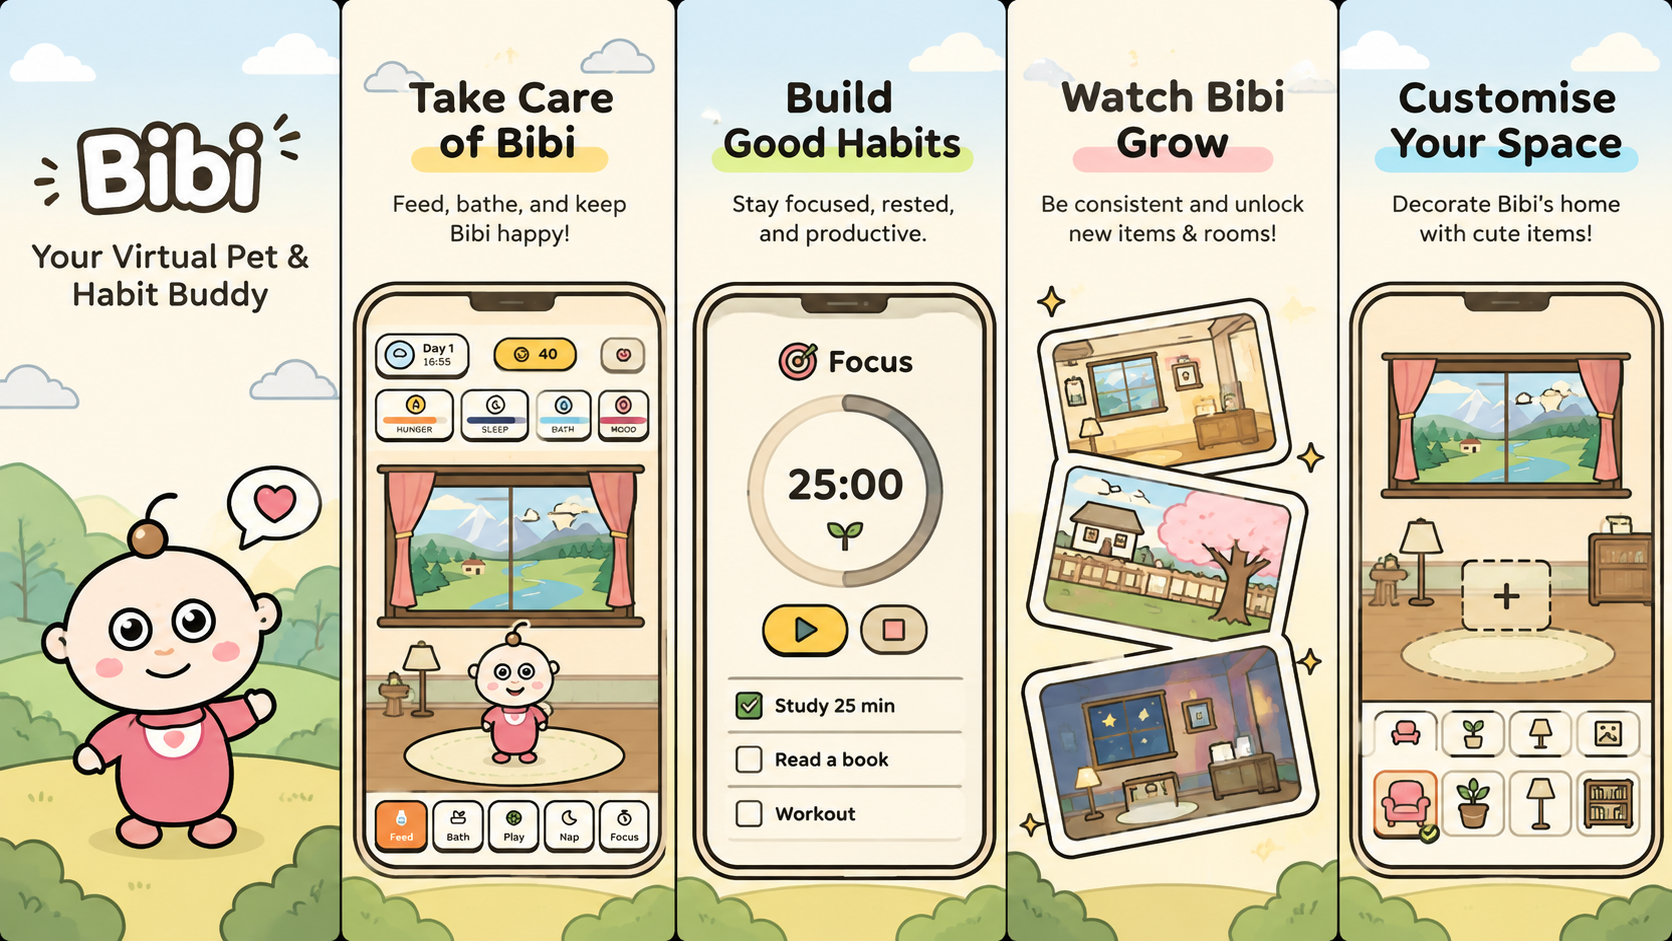 Bibi
Your Virtual Pet &
Habit Buddy
Take Care
of Bibi
Feed, bathe, and keep
Bibi happy!
Day 1
16:55
40
HUNGER
SLEEP
BATH
MOOD
Feed
Bath
Play
Nap
Focus
Build
Good Habits
Stay focused, rested,
and productive.
Focus
25:00
Study 25 min
Read a book
Workout
Watch Bibi
Grow
Be consistent and unlock
new items & rooms!
Customise
Your Space
Decorate Bibi's home
with cute items!